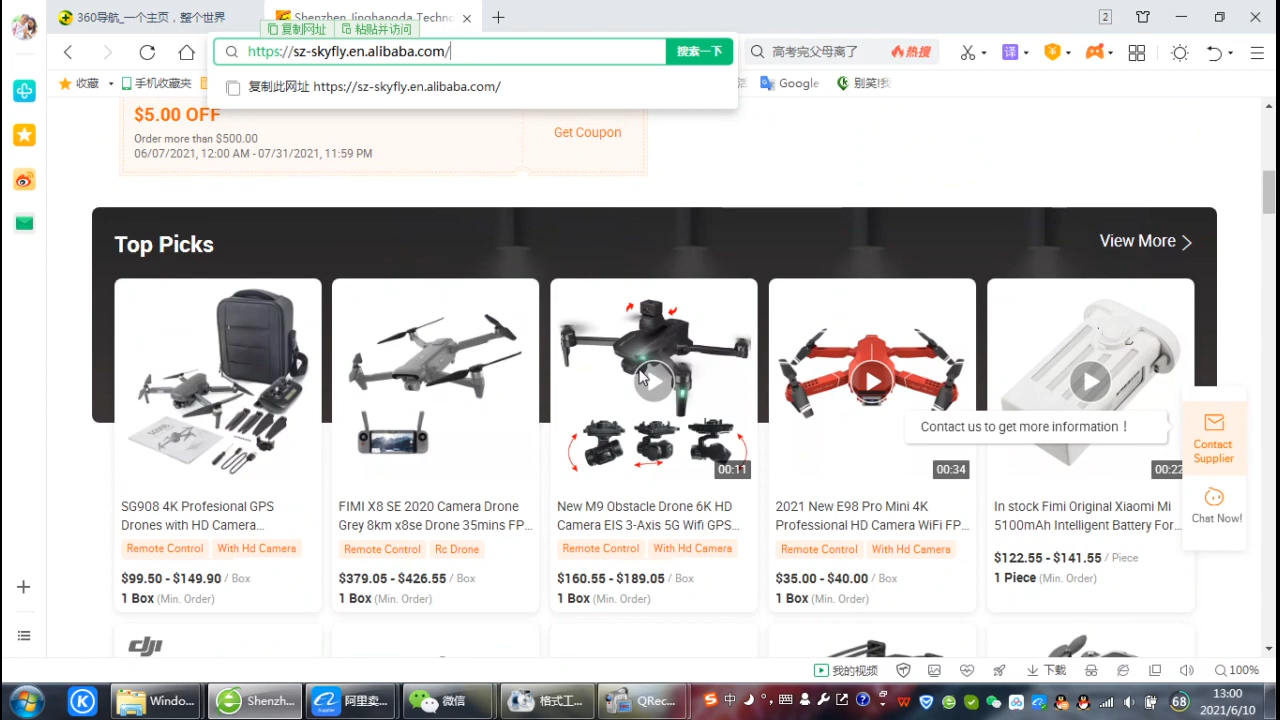 360导航_一个主页，整个世界
Shenzhen Jinghangda Techno
2
复制网址
粘贴并访问
https://sz-skyfly.en.alibaba.com/
搜索一下
高考完父母离了
热搜
译
复制此网址 https://sz-skyfly.en.alibaba.com/
收藏
手机收藏夹
Google
别笑!我
$5.00 OFF
Order more than $500.00
06/07/2021, 12:00 AM - 07/31/2021, 11:59 PM
Get Coupon
Top Picks
View More
00:11
00:34
00:22
Contact us to get more information！
Contact
Supplier
Chat Now!
SG908 4K Profesional GPS
Drones with HD Camera...
Remote Control
With Hd Camera
$99.50 - $149.90 / Box
1 Box (Min. Order)
FIMI X8 SE 2020 Camera Drone
Grey 8km x8se Drone 35mins FP...
Remote Control
Rc Drone
$379.05 - $426.55 / Box
1 Box (Min. Order)
New M9 Obstacle Drone 6K HD
Camera EIS 3-Axis 5G Wifi GPS...
Remote Control
With Hd Camera
$160.55 - $189.05 / Box
1 Box (Min. Order)
2021 New E98 Pro Mini 4K
Professional HD Camera WiFi FP...
Remote Control
With Hd Camera
$35.00 - $40.00 / Box
1 Box (Min. Order)
In stock Fimi Original Xiaomi Mi
5100mAh Intelligent Battery For...
$122.55 - $141.55 / Piece
1 Piece (Min. Order)
dji
我的视频
下载
100%
Windo...
Shenzh...
阿里卖...
微信
格式工...
QRec...
中
68
13:00
2021/6/10